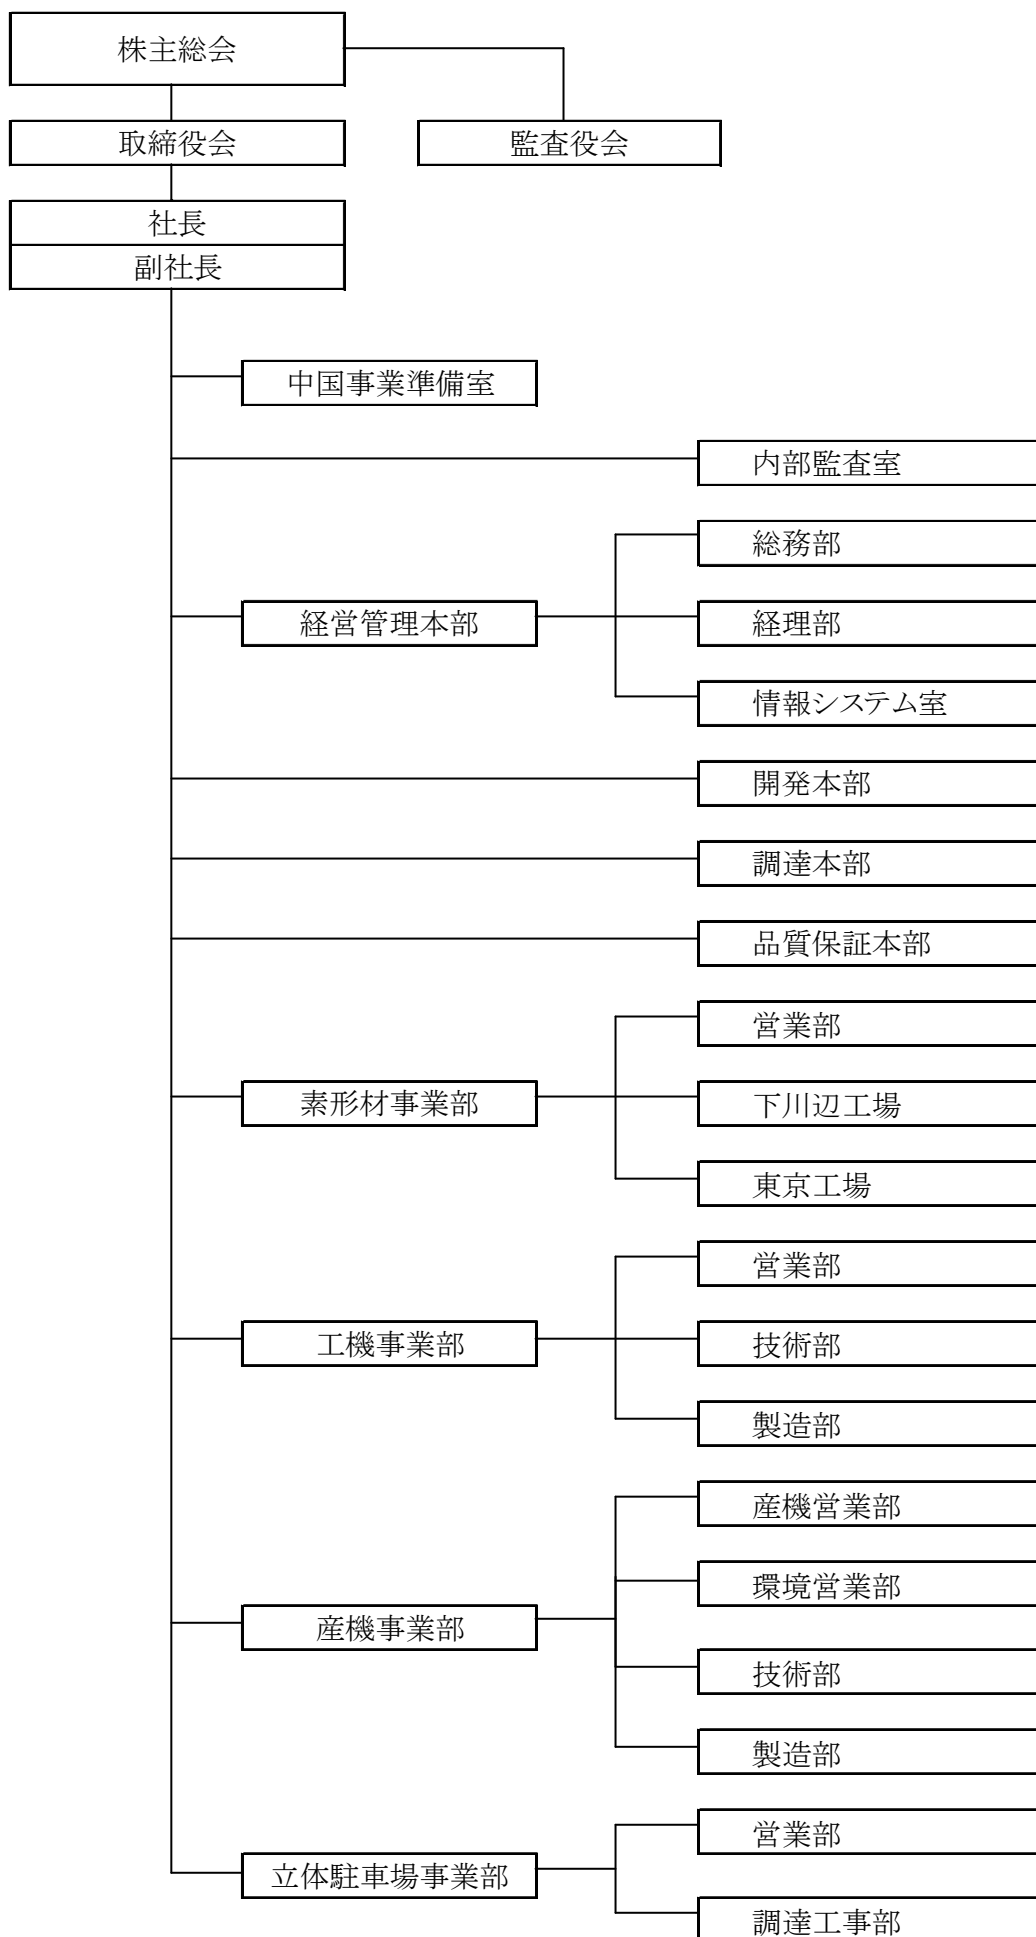 株主総会
取締役会
監査役会
社長
副社長
中国事業準備室
内部監査室
総務部
経営管理本部
経理部
情報システム室
開発本部
調達本部
品質保証本部
営業部
素形材事業部
下川辺工場
東京工場
営業部
工機事業部
技術部
製造部
産機営業部
環境営業部
産機事業部
技術部
製造部
営業部
立体駐車場事業部
調達工事部